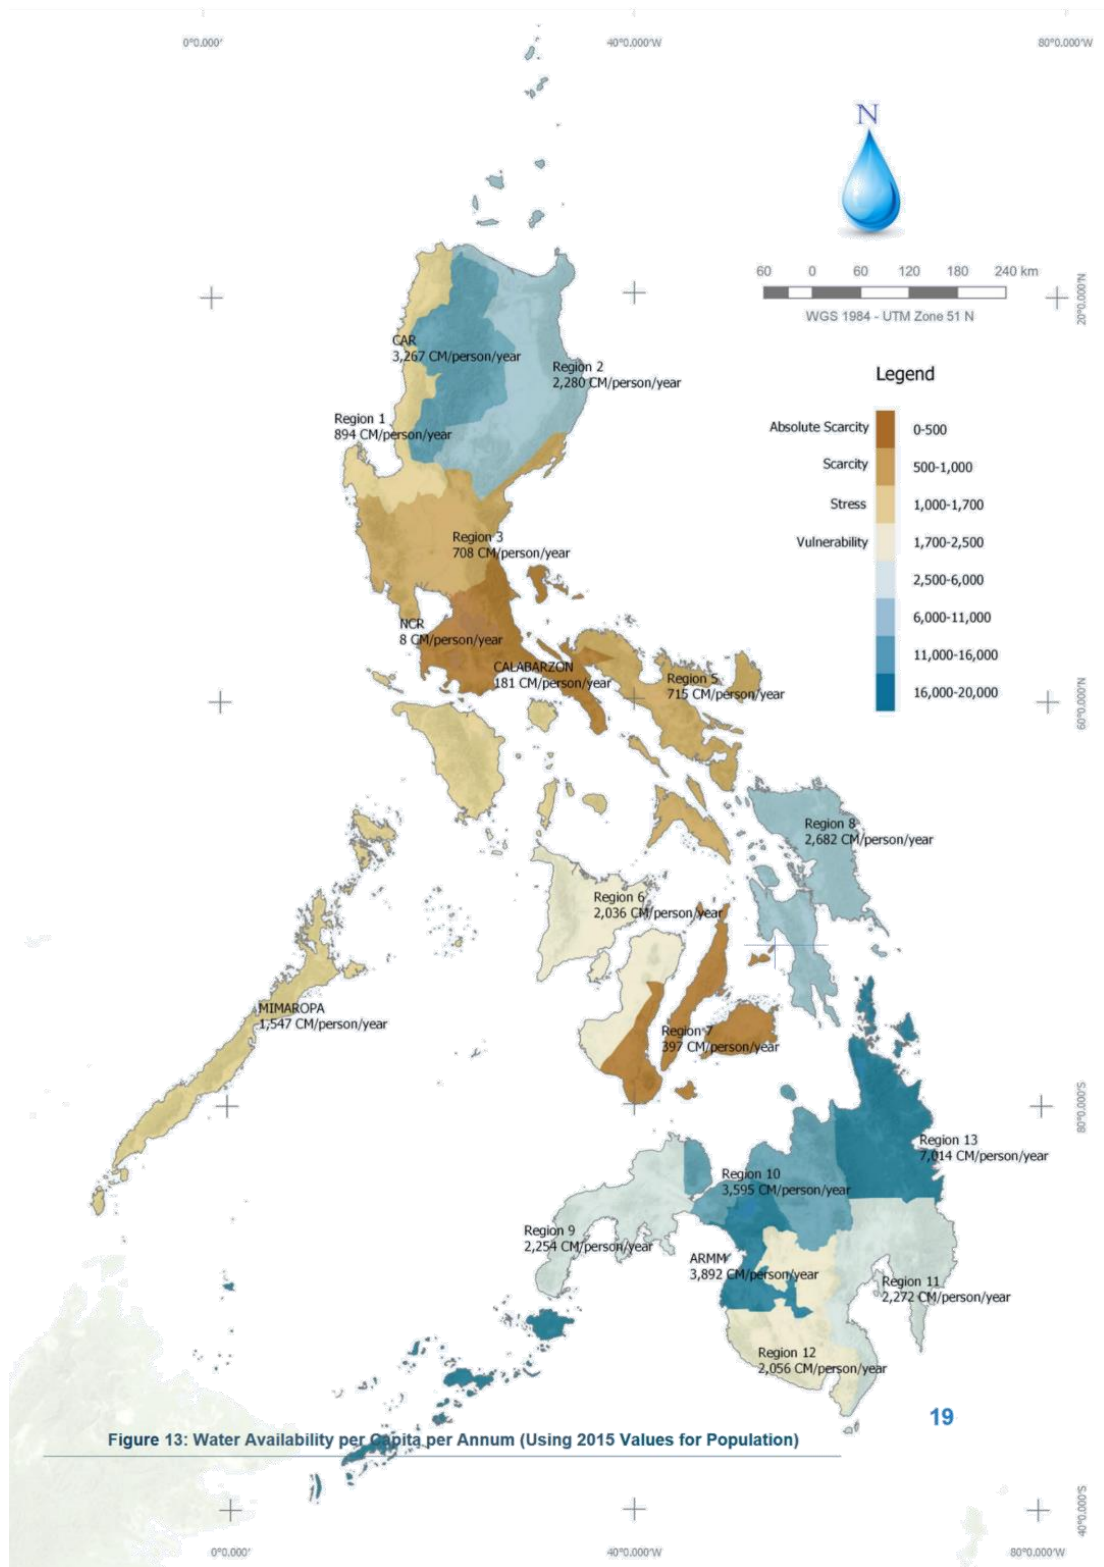 0°0.000'
40°0.000'W
80°0.000'W
N
60 0 60 120 180 240 km
WGS 1984 - UTM Zone 51 N
20°0.000'N
CAR
3,267 CM/person/year
Region 2
2,280 CM/person/year
Legend
Region 1
894 CM/person/year
Absolute Scarcity 0-500
Scarcity 500-1,000
Stress 1,000-1,700
Vulnerability 1,700-2,500
2,500-6,000
6,000-11,000
11,000-16,000
16,000-20,000
Region 3
708 CM/person/year
NCR
8 CM/person/year
CALABARZON
181 CM/person/year
Region 5
715 CM/person/year
60°0.000'N
Region 8
2,682 CM/person/year
Region 6
2,036 CM/person/year
MIMAROPA
1,547 CM/person/year
Region 7
397 CM/person/year
80°0.000'S
Region 13
7,014 CM/person/year
Region 10
3,595 CM/person/year
Region 9
2,254 CM/person/year
ARMM
3,892 CM/person/year
Region 11
2,272 CM/person/year
Region 12
2,056 CM/person/year
19
Figure 13: Water Availability per Capita per Annum (Using 2015 Values for Population)
40°0.000'S
0°0.000'
40°0.000'W
80°0.000'W